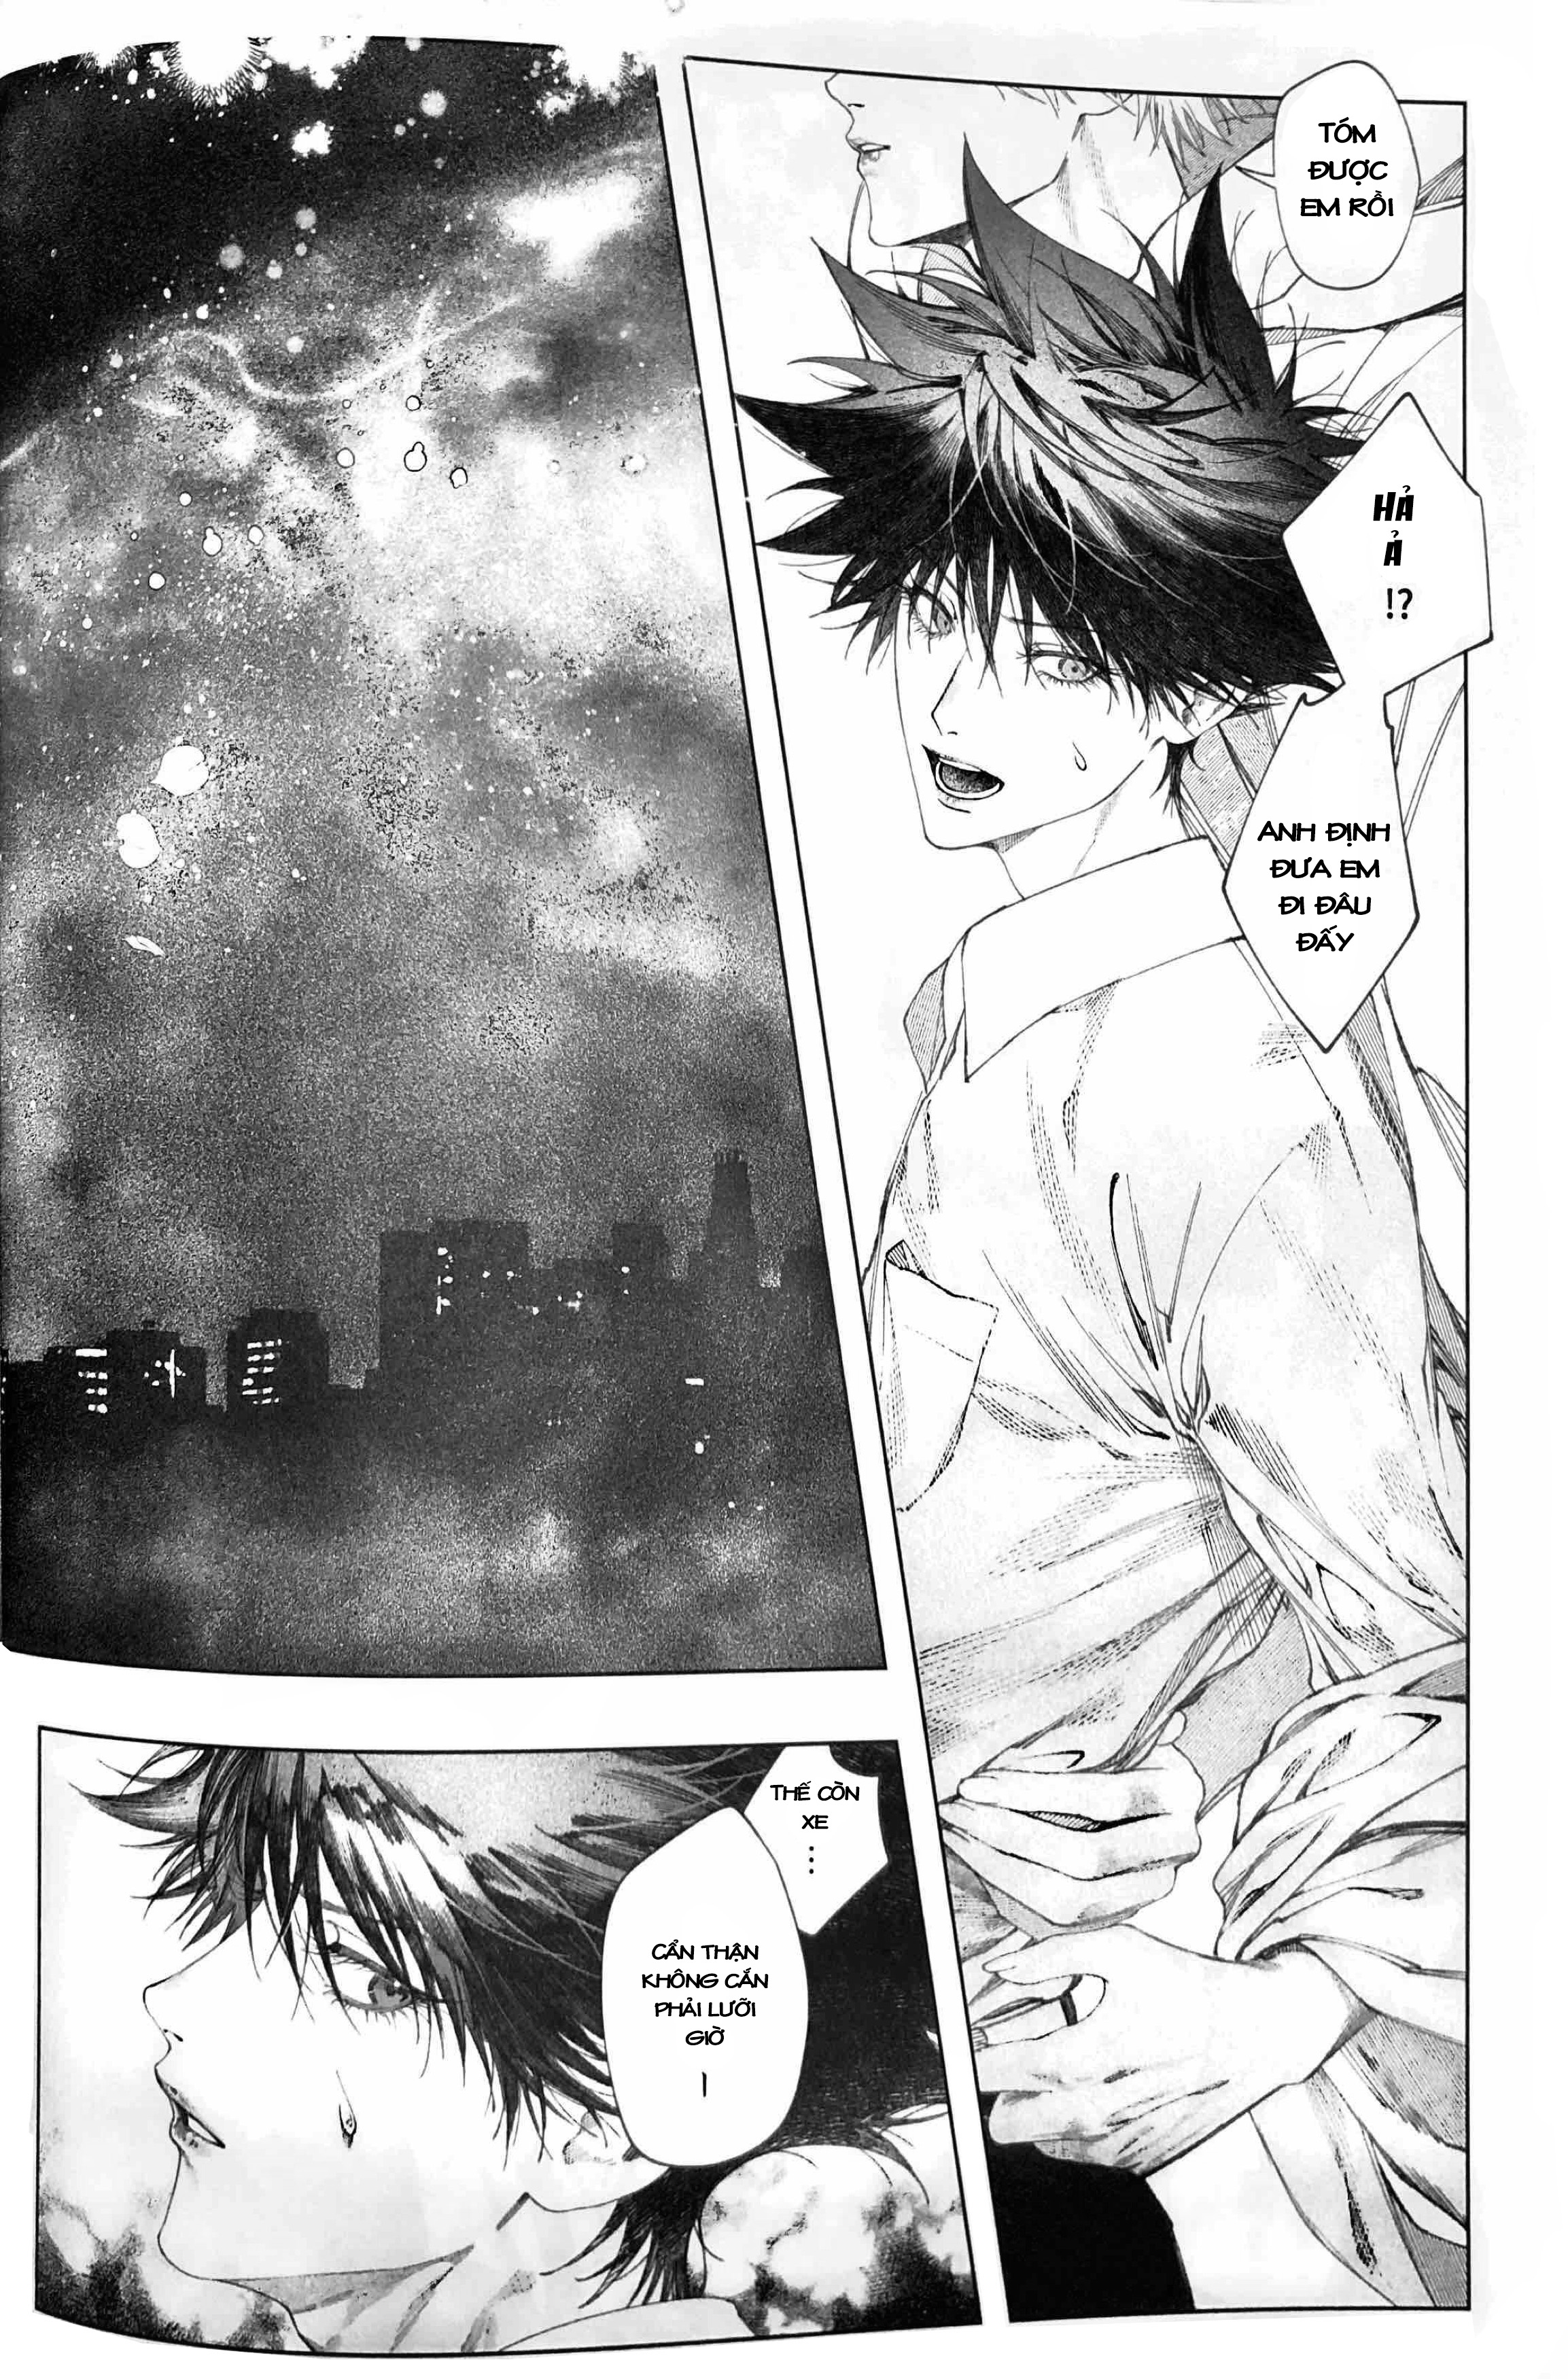 TÓM
ĐƯỢC
EM RỒI
HẢ
Ả
!?
ANH ĐỊNH
ĐƯA EM
ĐI ĐÂU
ĐẤY
THẾ CÒN
XE
...
CẨN THẬN
KHÔNG CẮN
PHẢI LƯỠI
GIỜ